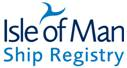 Isle of Man
Ship Registry